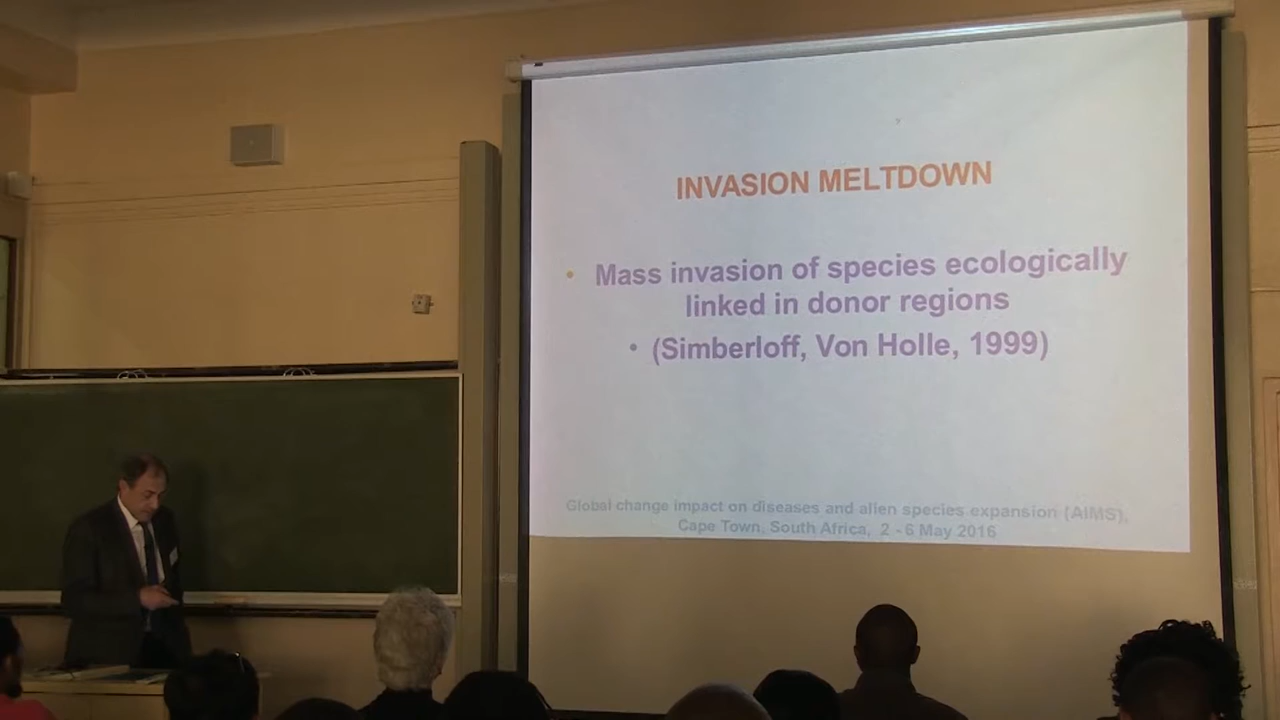 INVASION MELTDOWN
• Mass invasion of species ecologically
linked in donor regions
• (Simberloff, Von Holle, 1999)
Global change impact on diseases and alien species expansion (AIMS),
Cape Town, South Africa, 2 - 6 May 2016